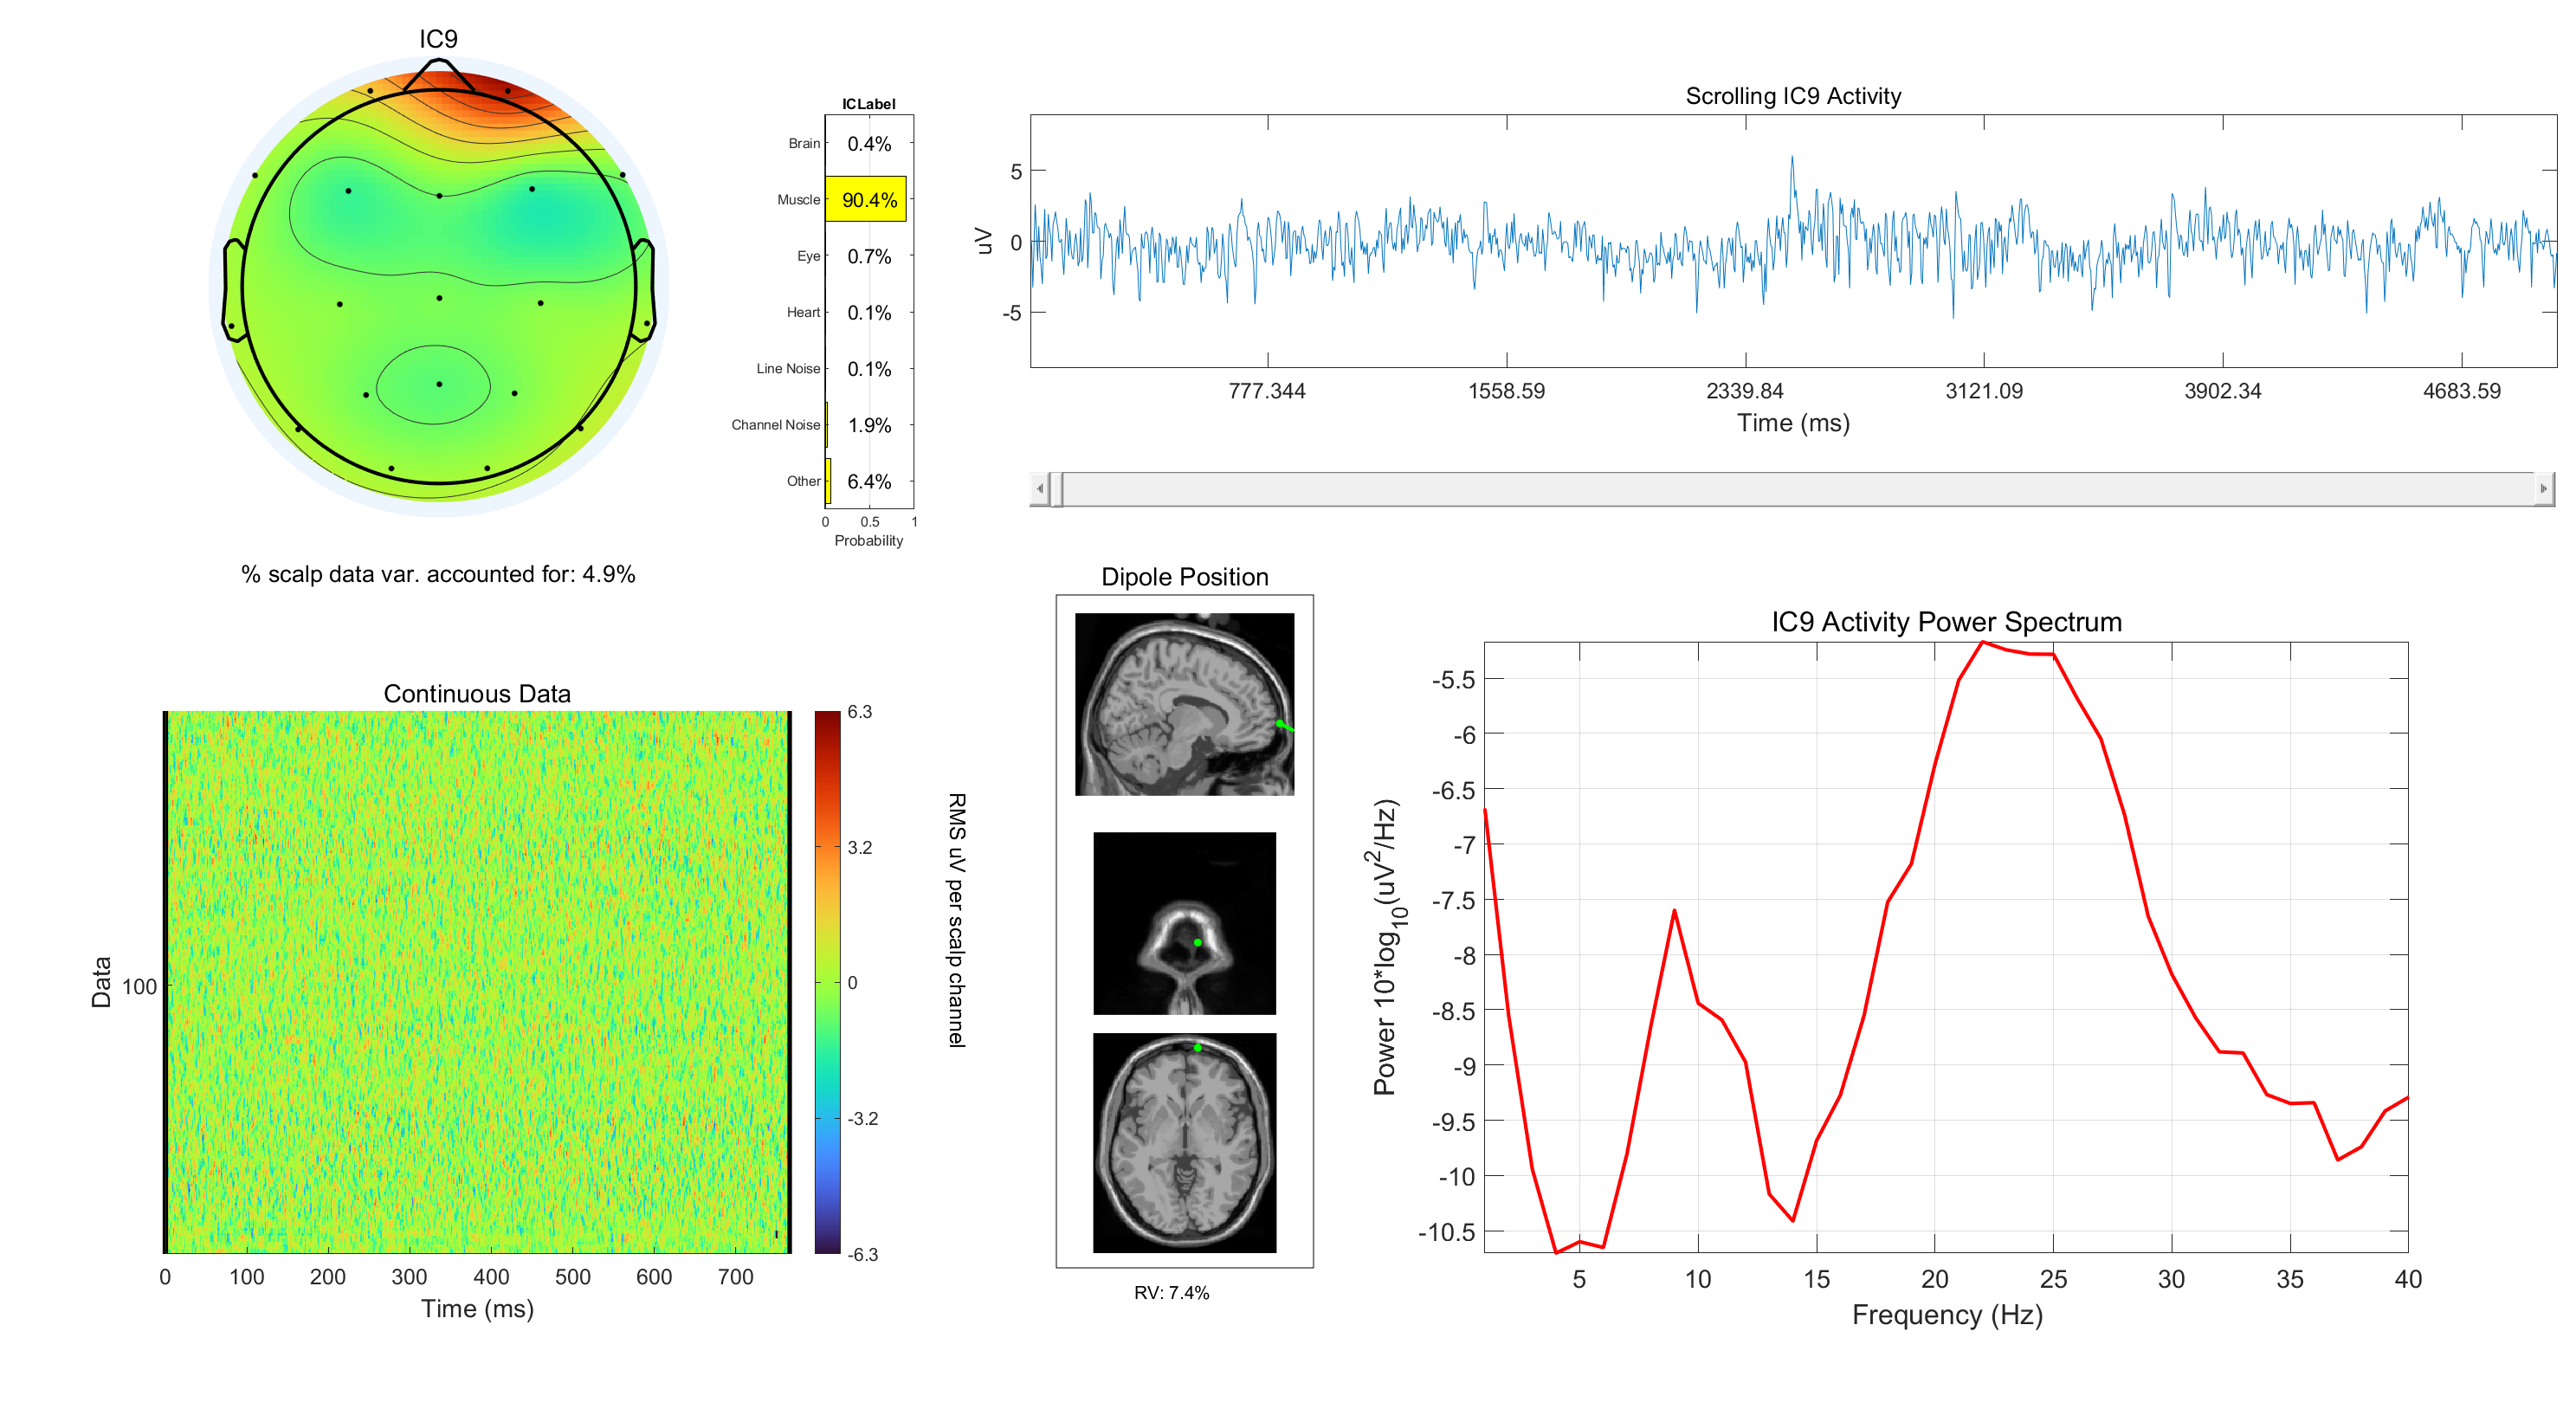 IC9
ICLabel
Brain 0.4%
Muscle 90.4%
Eye 0.7%
Heart 0.1%
Line Noise 0.1%
Channel Noise 1.9%
Other 6.4%
0 0.5 1
Probability
% scalp data var. accounted for: 4.9%
Scrolling IC9 Activity
uV
5
0
-5
777.344 1558.59 2339.84 3121.09 3902.34 4683.59
Time (ms)
Continuous Data
Data
100
0 100 200 300 400 500 600 700
Time (ms)
6.3
3.2
0
-3.2
-6.3
RMS uV per scalp channel
Dipole Position
RV: 7.4%
IC9 Activity Power Spectrum
Power 10*log10(uV2/Hz)
-5.5
-6
-6.5
-7
-7.5
-8
-8.5
-9
-9.5
-10
-10.5
5 10 15 20 25 30 35 40
Frequency (Hz)